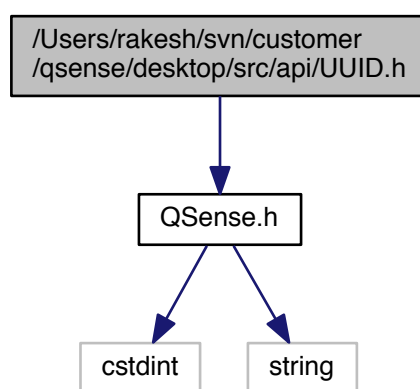 /Users/rakesh/svn/customer
/qsense/desktop/src/api/UUID.h
QSense.h
cstdint
string